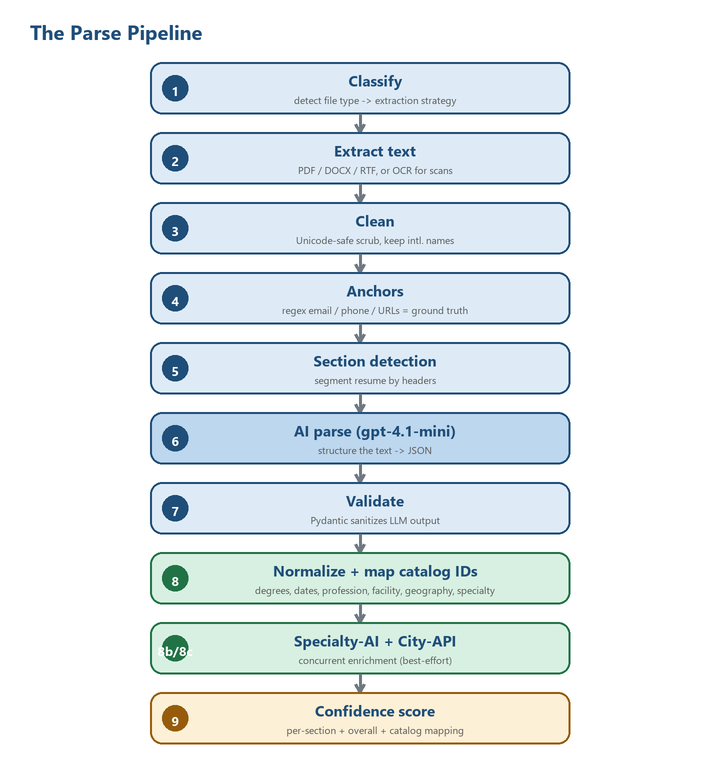 The Parse Pipeline
1
Classify
detect file type -> extraction strategy
2
Extract text
PDF / DOCX / RTF, or OCR for scans
3
Clean
Unicode-safe scrub, keep intl. names
4
Anchors
regex email / phone / URLs = ground truth
5
Section detection
segment resume by headers
6
AI parse (gpt-4.1-mini)
structure the text -> JSON
7
Validate
Pydantic sanitizes LLM output
8
Normalize + map catalog IDs
degrees, dates, profession, facility, geography, specialty
8b/8c
Specialty-AI + City-API
concurrent enrichment (best-effort)
9
Confidence score
per-section + overall + catalog mapping